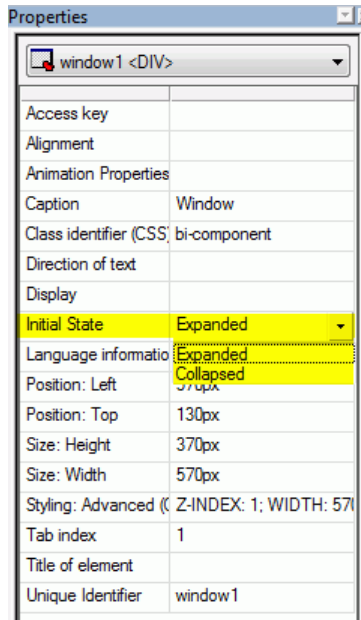 Properties
window1 <DIV>
Access key
Alignment
Animation Properties
Caption Window
Class identifier (CSS) bi-component
Direction of text
Display
Initial State Expanded
Language informatio Expanded
Collapsed
Position: Left 570px
Position: Top 130px
Size: Height 370px
Size: Width 570px
Styling: Advanced (C Z-INDEX: 1; WIDTH: 570
Tab index 1
Title of element
Unique Identifier window1